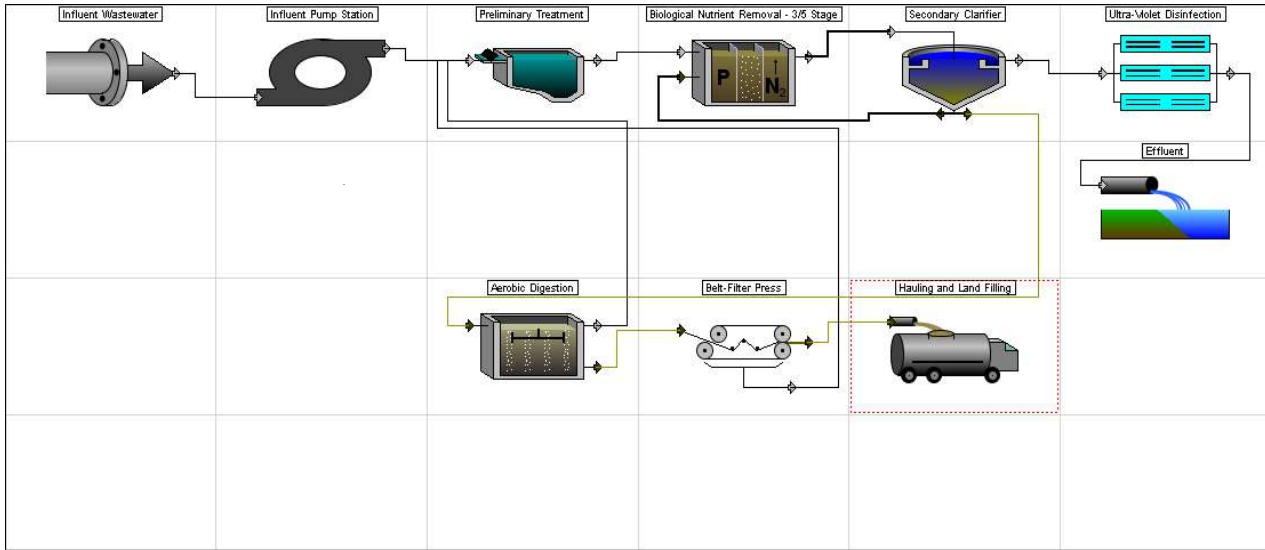 Influent Wastewater
Influent Pump Station
Preliminary Treatment
Biological Nutrient Removal - 3/5 Stage
Secondary Clarifier
Ultra-Violet Disinfection
P
N2
Effluent
Aerobic Digestion
Belt-Filter Press
Hauling and Land Filling